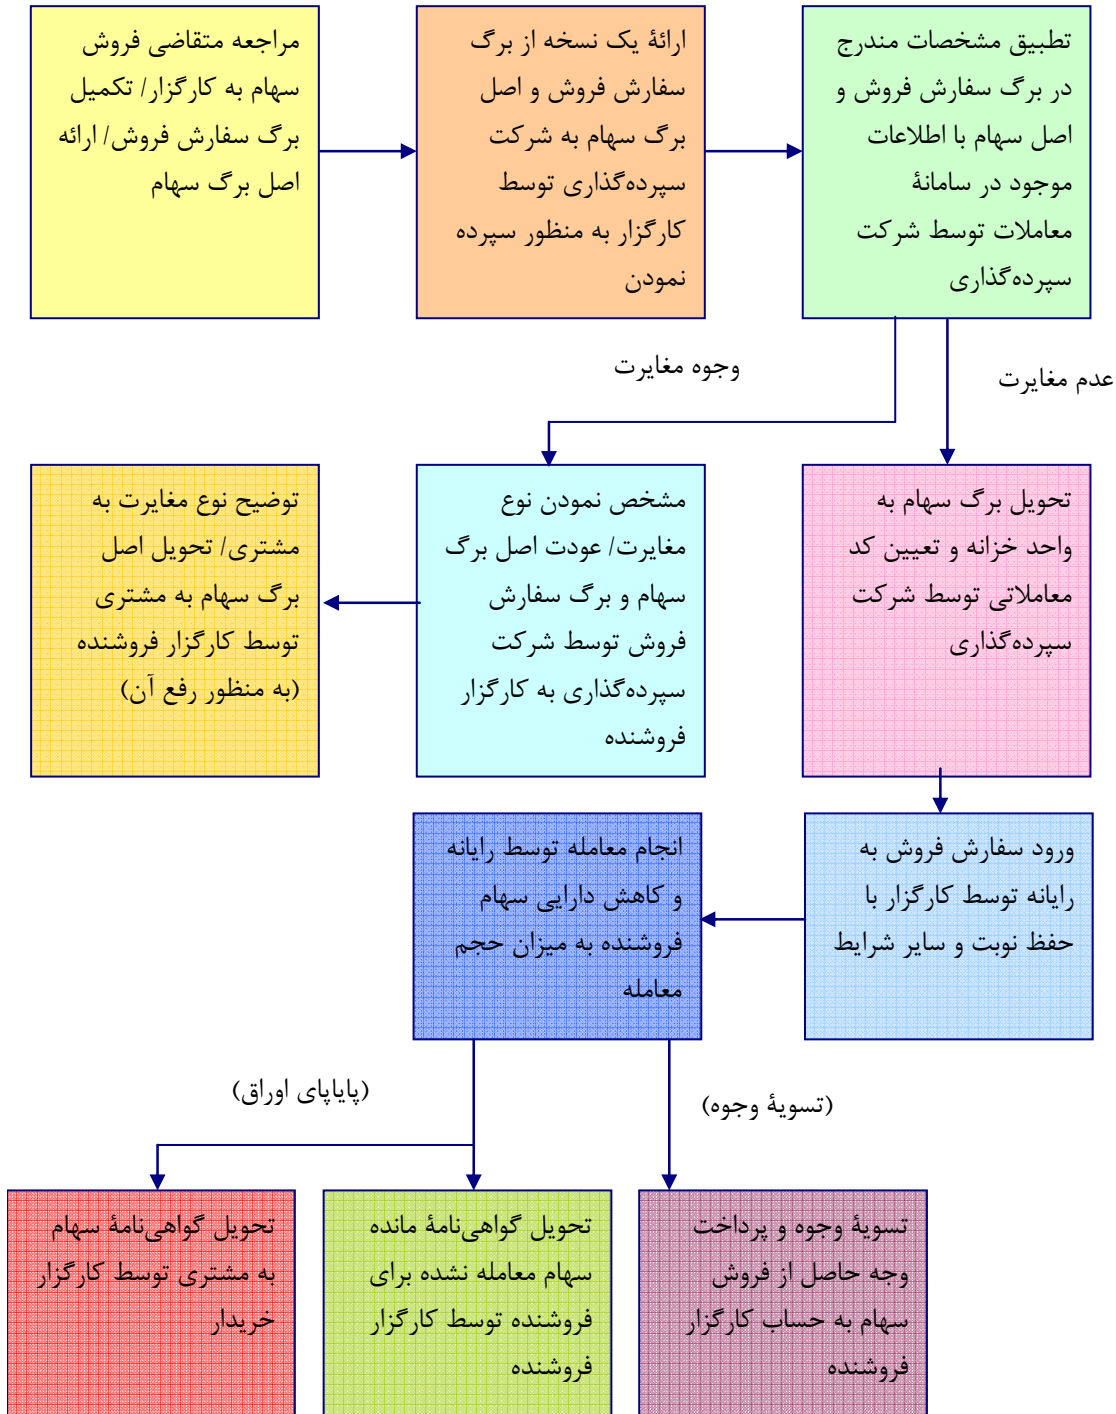 مراجعه متقاضی فروش
سهام به کارگزار/ تکمیل
برگ سفارش فروش/ ارائه
اصل برگ سهام
ارائهٔ یک نسخه از برگ
سفارش فروش و اصل
برگ سهام به شرکت
سپرده‌گذاری توسط
کارگزار به منظور سپرده
نمودن
تطبیق مشخصات مندرج
در برگ سفارش فروش و
اصل سهام با اطلاعات
موجود در سامانهٔ
معاملات توسط شرکت
سپرده‌گذاری
وجوه مغایرت
عدم مغایرت
تحویل برگ سهام به
واحد خزانه و تعیین کد
معاملاتی توسط شرکت
سپرده‌گذاری
مشخص نمودن نوع
مغایرت/ عودت اصل برگ
سهام و برگ سفارش
فروش توسط شرکت
سپرده‌گذاری به کارگزار
فروشنده
توضیح نوع مغایرت به
مشتری/ تحویل اصل
برگ سهام به مشتری
توسط کارگزار فروشنده
(به منظور رفع آن)
ورود سفارش فروش به
رایانه توسط کارگزار با
حفظ نوبت و سایر شرایط
انجام معامله توسط رایانه
و کاهش دارایی سهام
فروشنده به میزان حجم
معامله
(پایاپای اوراق)
(تسویهٔ وجوه)
تسویهٔ وجوه و پرداخت
وجه حاصل از فروش
سهام به حساب کارگزار
فروشنده
تحویل گواهی‌نامهٔ مانده
سهام معامله نشده برای
فروشنده توسط کارگزار
فروشنده
تحویل گواهی‌نامهٔ سهام
به مشتری توسط کارگزار
خریدار